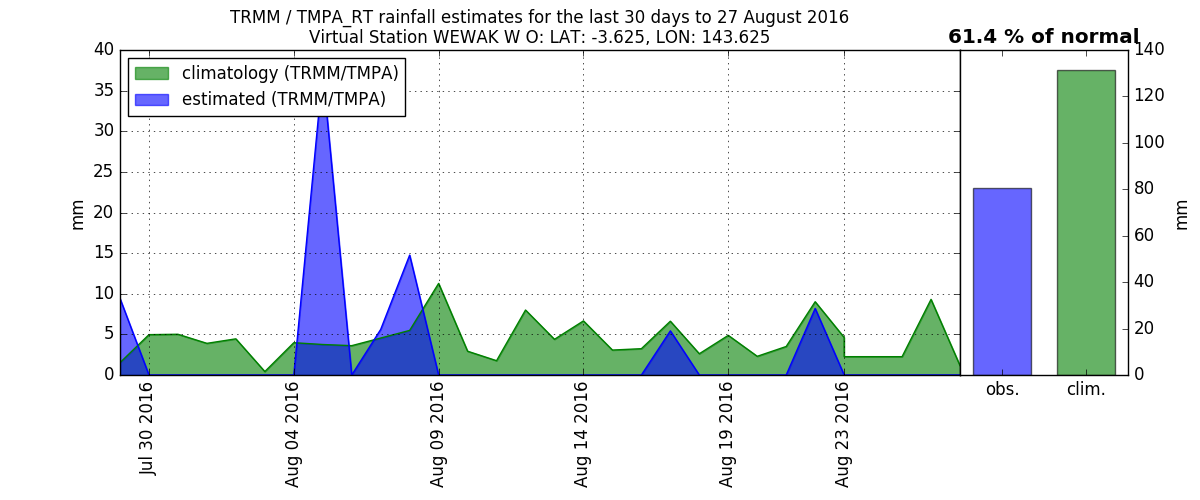 TRMM / TMPA_RT rainfall estimates for the last 30 days to 27 August 2016
Virtual Station WEWAK W O: LAT: -3.625, LON: 143.625
61.4 % of normal
climatology (TRMM/TMPA)
estimated (TRMM/TMPA)
40
35
30
25
20
15
10
5
0
mm
Jul 30 2016
Aug 04 2016
Aug 09 2016
Aug 14 2016
Aug 19 2016
Aug 23 2016
140
120
100
80
60
40
20
0
mm
obs.
clim.